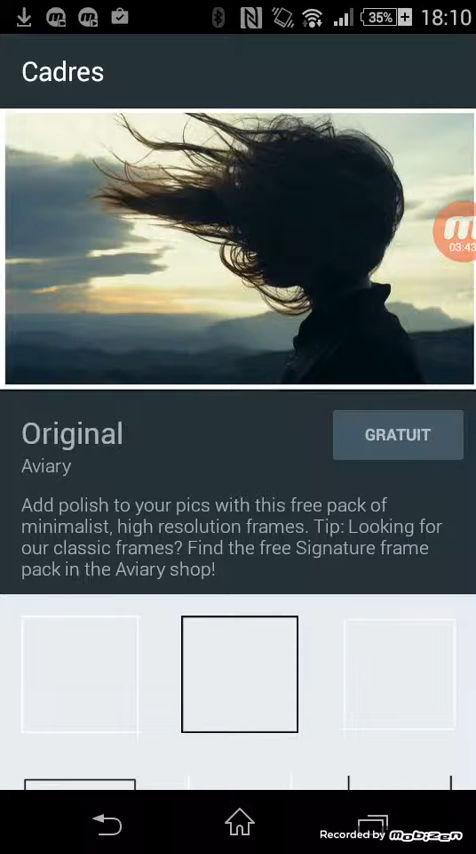 35%
18:10
Cadres
03:43
Original
GRATUIT
Aviary
Add polish to your pics with this free pack of
minimalist, high resolution frames. Tip: Looking for
our classic frames? Find the free Signature frame
pack in the Aviary shop!
Recorded by Mobizen